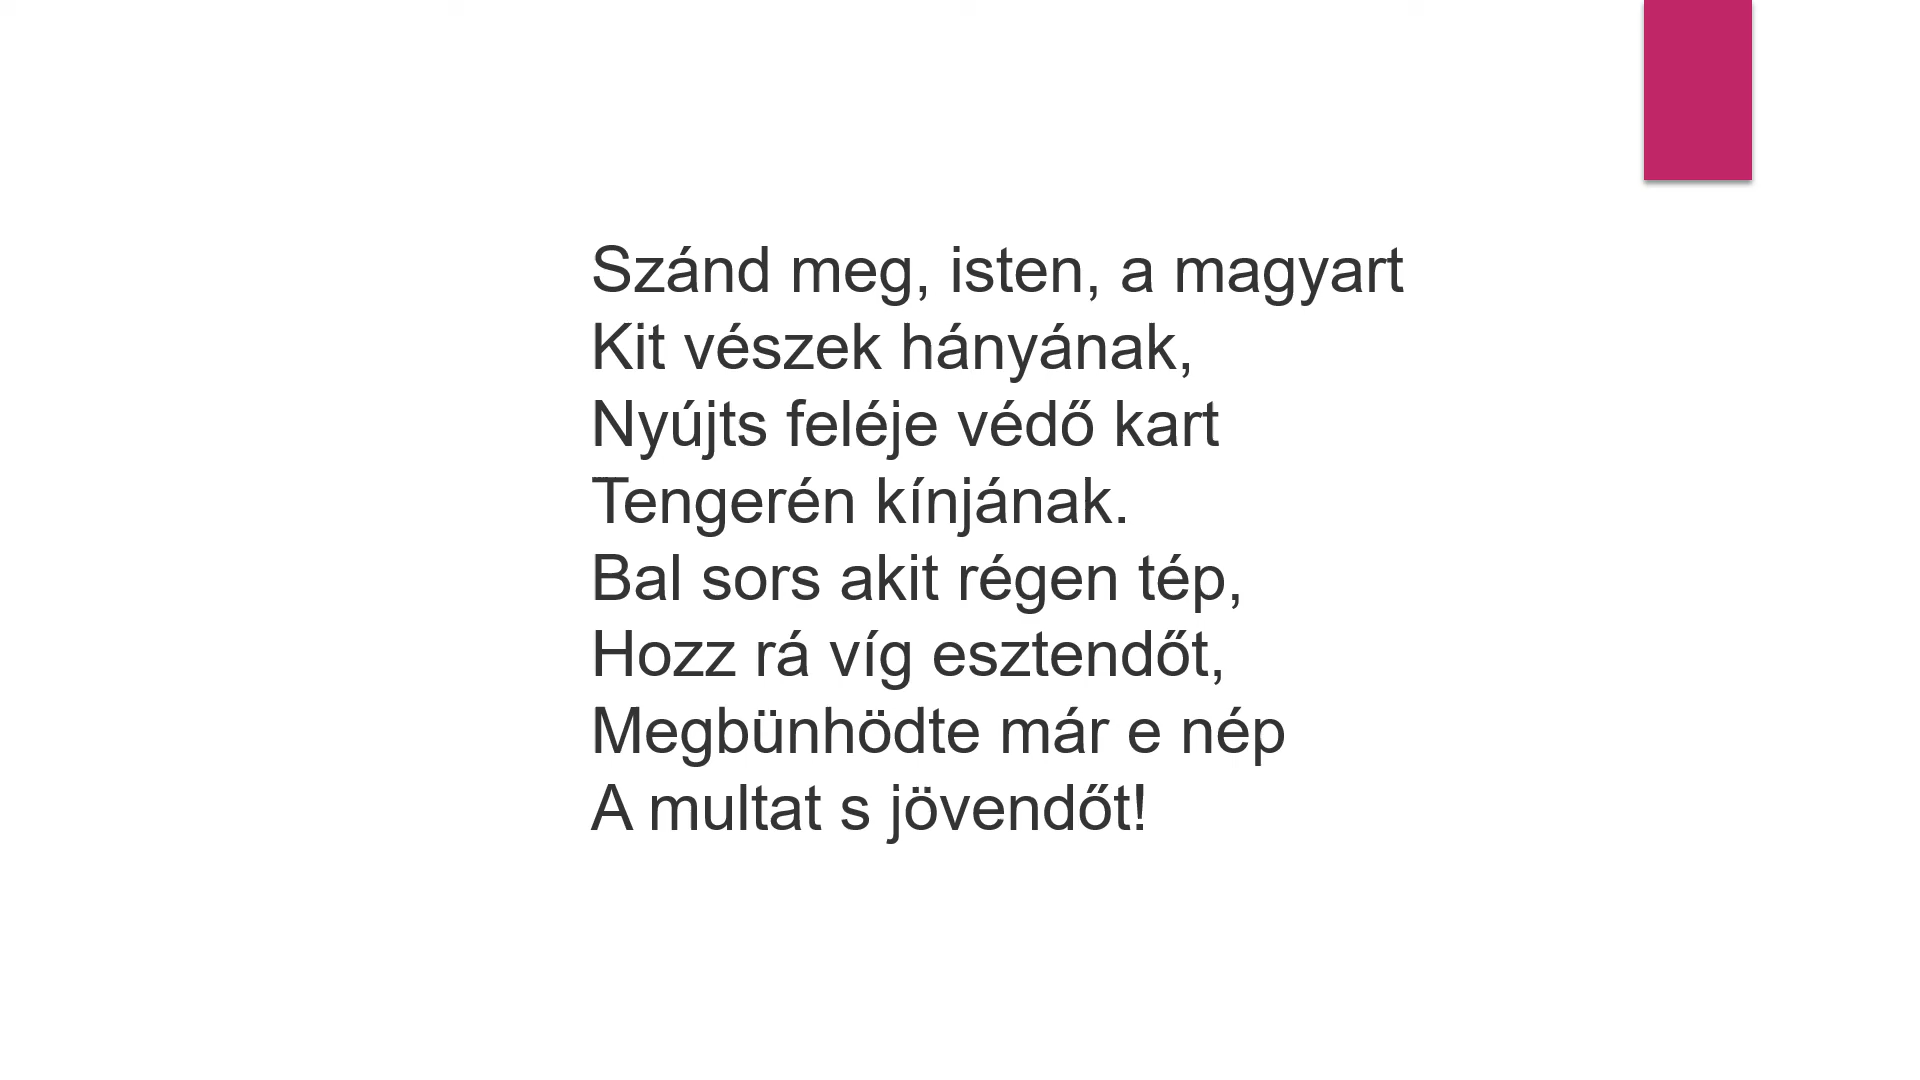 Szánd meg, isten, a magyart
Kit vészek hányának,
Nyújts feléje védő kart
Tengerén kínjának.
Bal sors akit régen tép,
Hozz rá víg esztendőt,
Megbünhödte már e nép
A multat s jövendőt!